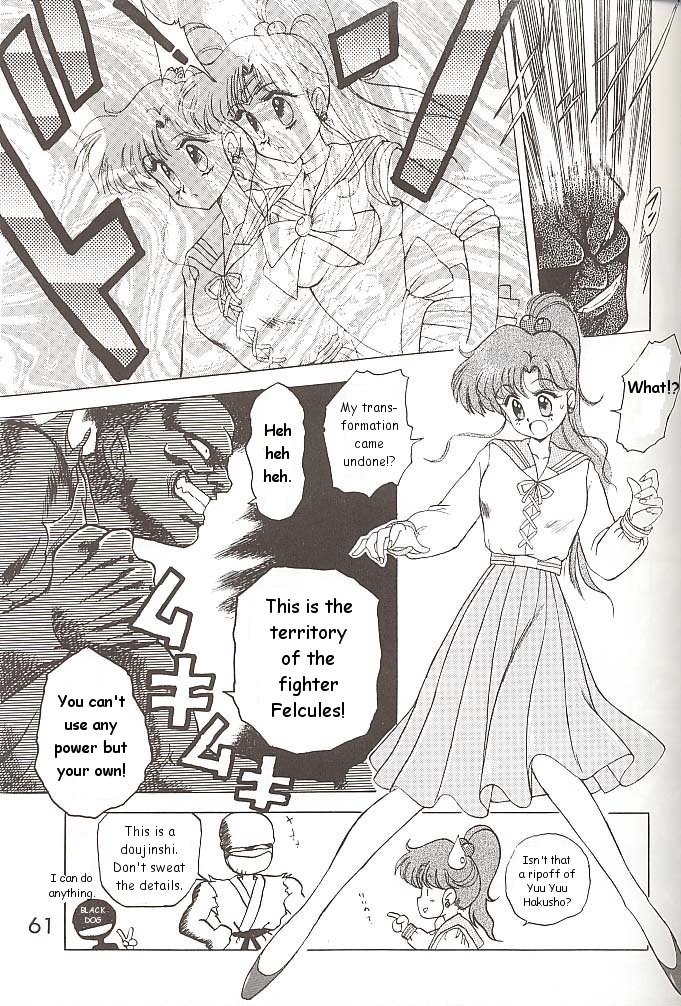 What!?
My trans-
formation
came
undone!?
Heh
heh
heh.
This is the
territory
of the
fighter
Felcules!
You can't
use any
power but
your own!
ムキムキ
Isn't that
a ripoff of
Yuu Yuu
Hakusho?
This is a
doujinshi.
Don't sweat
the details.
I can do
anything.
BLACK
DOG
61